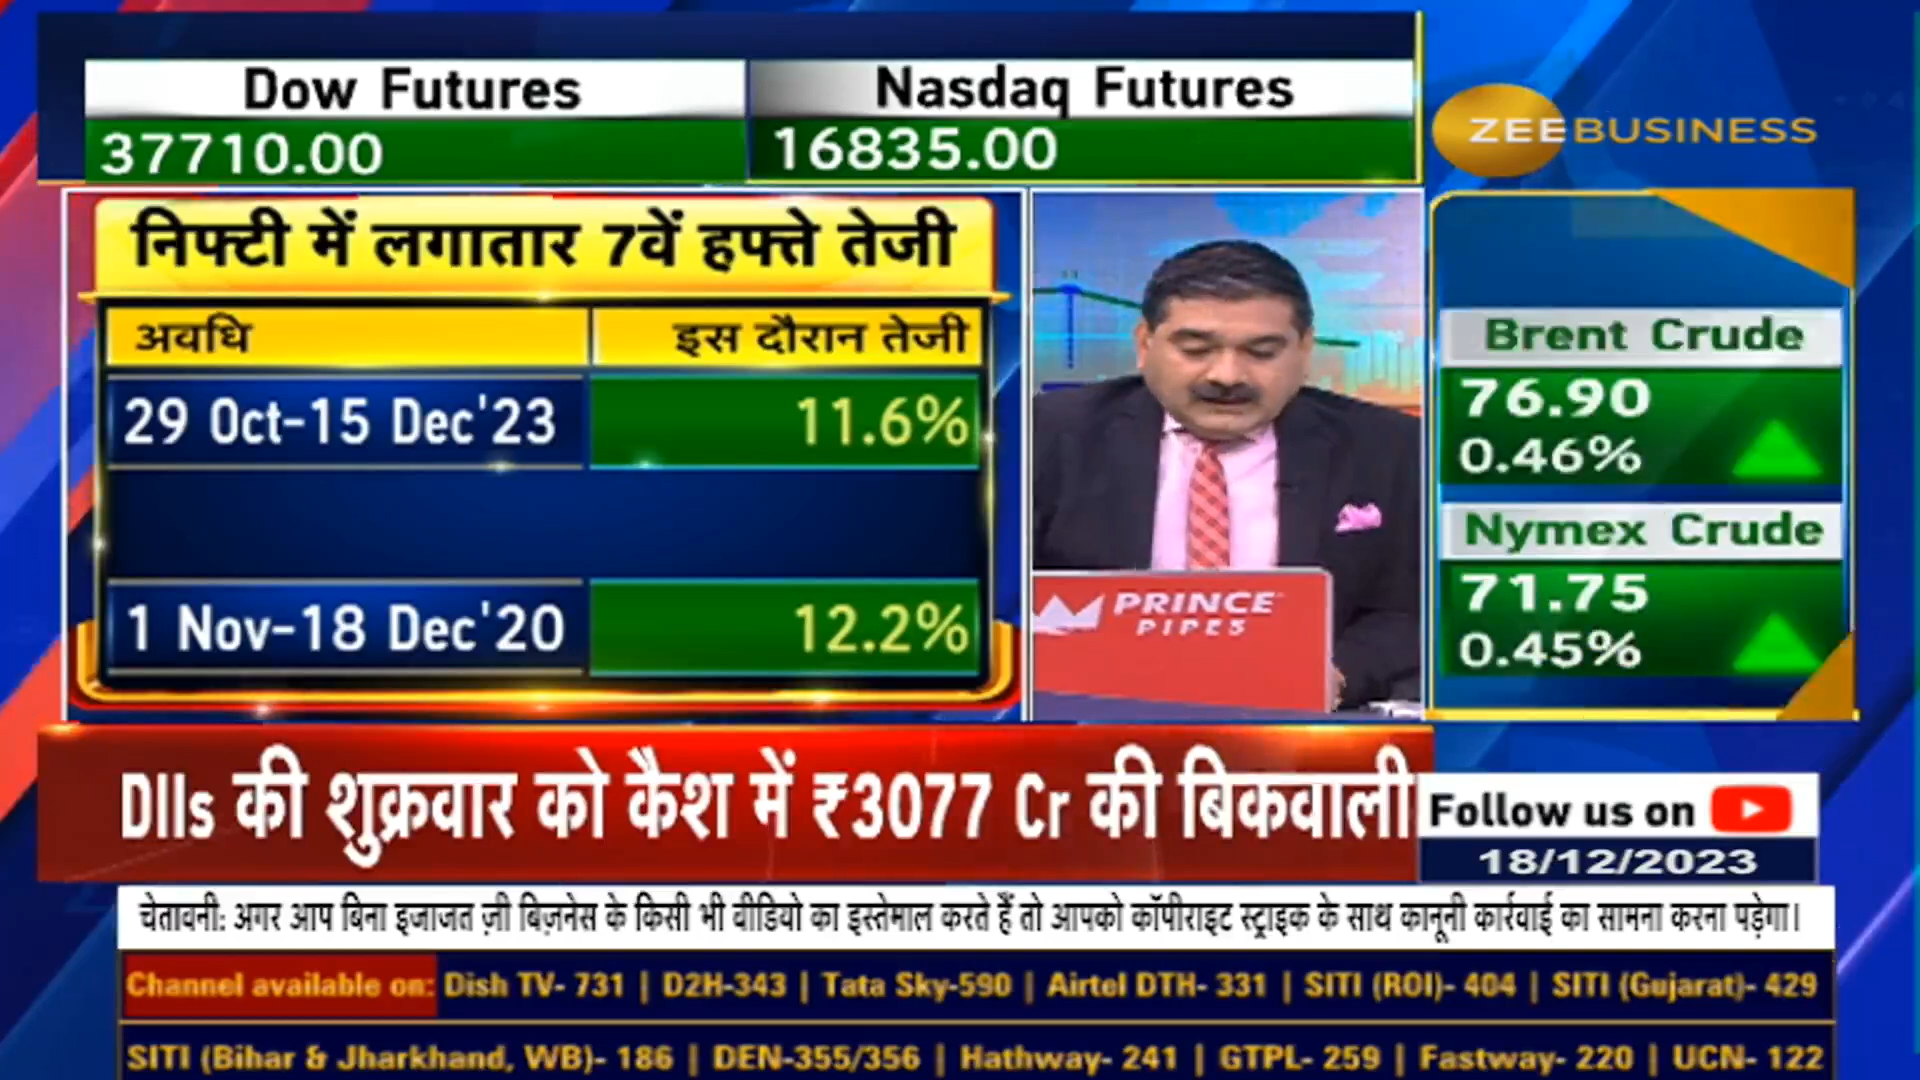 Dow Futures
Nasdaq Futures
37710.00
16835.00
ZEEBUSINESS
निफ्टी में लगातार 7वें हफ्ते तेजी
अवधि
इस दौरान तेजी
29 Oct-15 Dec'23
11.6%
1 Nov-18 Dec'20
12.2%
PRINCE
PIPES
Brent Crude
76.90
0.46%
Nymex Crude
71.75
0.45%
DIIs की शुक्रवार को कैश में ₹3077 Cr की बिकवाली
Follow us on
18/12/2023
चेतावनी: अगर आप बिना इजाजत ज़ी बिज़नेस के किसी भी वीडियो का इस्तेमाल करते हैं तो आपको कॉपीराइट स्ट्राइक के साथ कानूनी कार्रवाई का सामना करना पड़ेगा।
Channel available on: Dish TV- 731 | D2H-343 | Tata Sky-590 | Airtel DTH- 331 | SITI (ROI)- 404 | SITI (Gujarat)- 429
SITI (Bihar & Jharkhand, WB)- 186 | DEN-355/356 | Hathway- 241 | GTPL- 259 | Fastway- 220 | UCN- 122